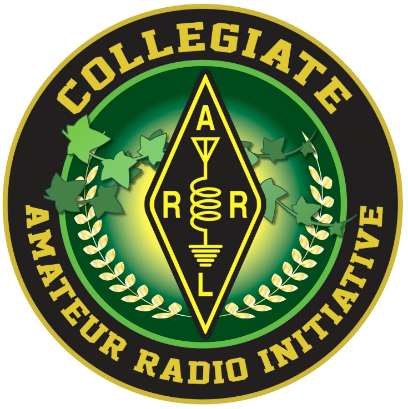 COLLEGIATE
A
R R
L
AMATEUR RADIO INITIATIVE